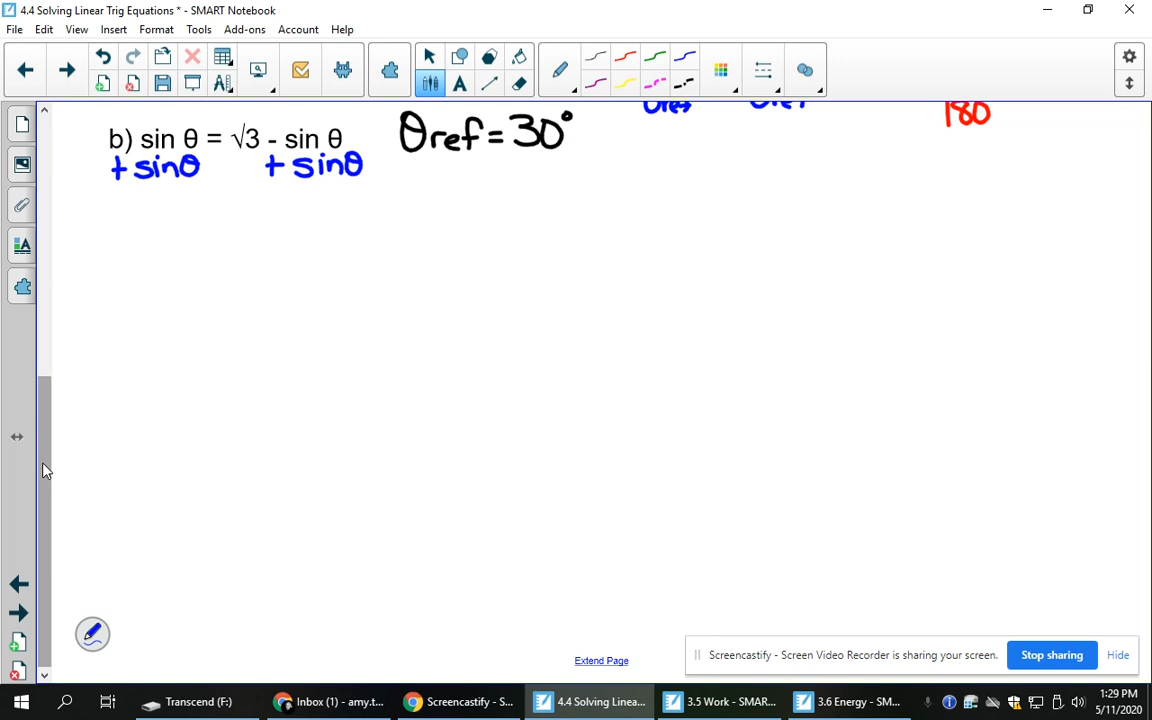 4.4 Solving Linear Trig Equations * - SMART Notebook
File Edit View Insert Format Tools Add-ons Account Help
180
b) sin θ = √3 - sin θ θref = 30°
+ sinθ + sinθ
Extend Page
Screencastify - Screen Video Recorder is sharing your screen. Stop sharing Hide
Transcend (F:) Inbox (1) - amy.t... Screencastify - S... 4.4 Solving Linea... 3.5 Work - SMAR... 3.6 Energy - SM... 1:29 PM
5/11/2020